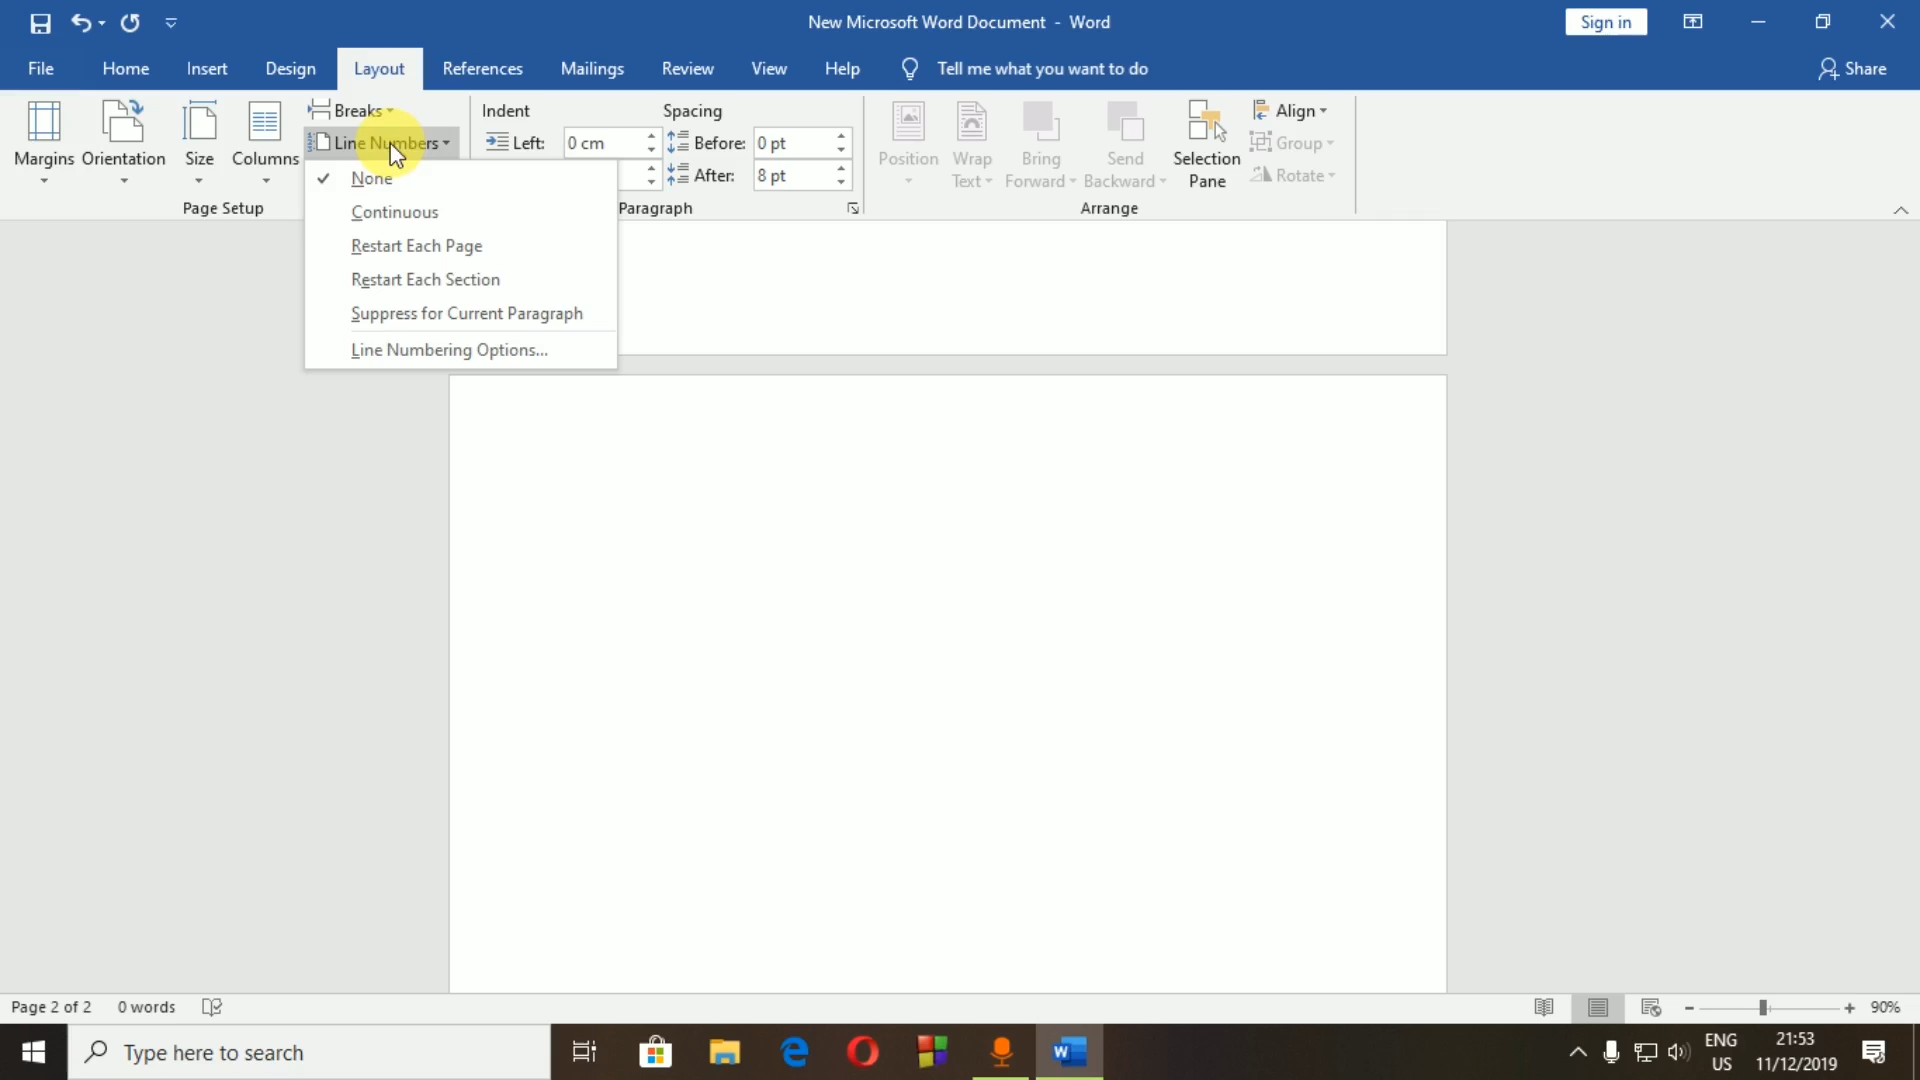 New Microsoft Word Document - Word
Sign in
File Home Insert Design Layout References Mailings Review View Help Tell me what you want to do Share
Breaks Indent Spacing Align
Line Numbers Left: 0 cm Before: 0 pt Group
Margins Orientation Size Columns Position Wrap Text Bring Forward Send Backward Selection Pane
After: 8 pt Rotate
Page Setup Paragraph Arrange
None
Continuous
Restart Each Page
Restart Each Section
Suppress for Current Paragraph
Line Numbering Options...
Page 2 of 2 0 words 90%
Type here to search
ENG
US
21:53
11/12/2019